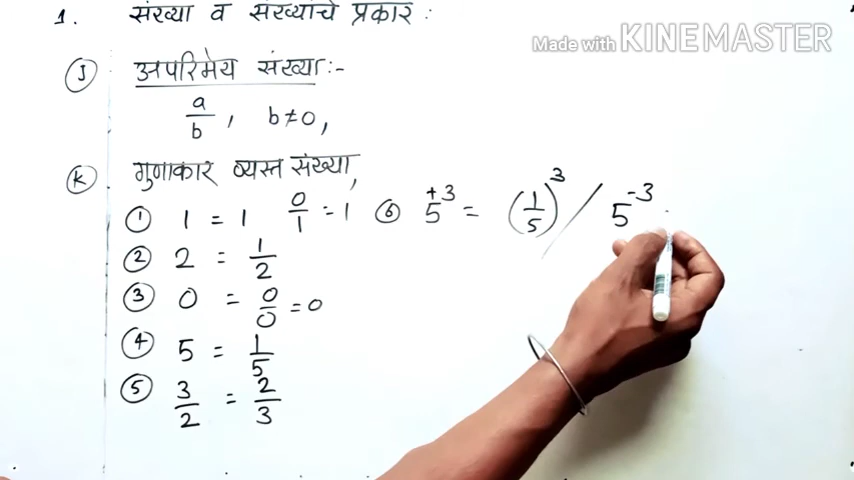 1. संख्या व संख्यांचे प्रकार :
Made with KINEMASTER
(J) अपरिमेय संख्या :-
a/b , b≠0,
(K) गुणाकार व्यस्त संख्या,
(1) 1 = 1 0/1 = 1 (6) 5⁺³ = (1/5)³ / 5⁻³
(2) 2 = 1/2
(3) 0 = 0/0 = 0
(4) 5 = 1/5
(5) 3/2 = 2/3